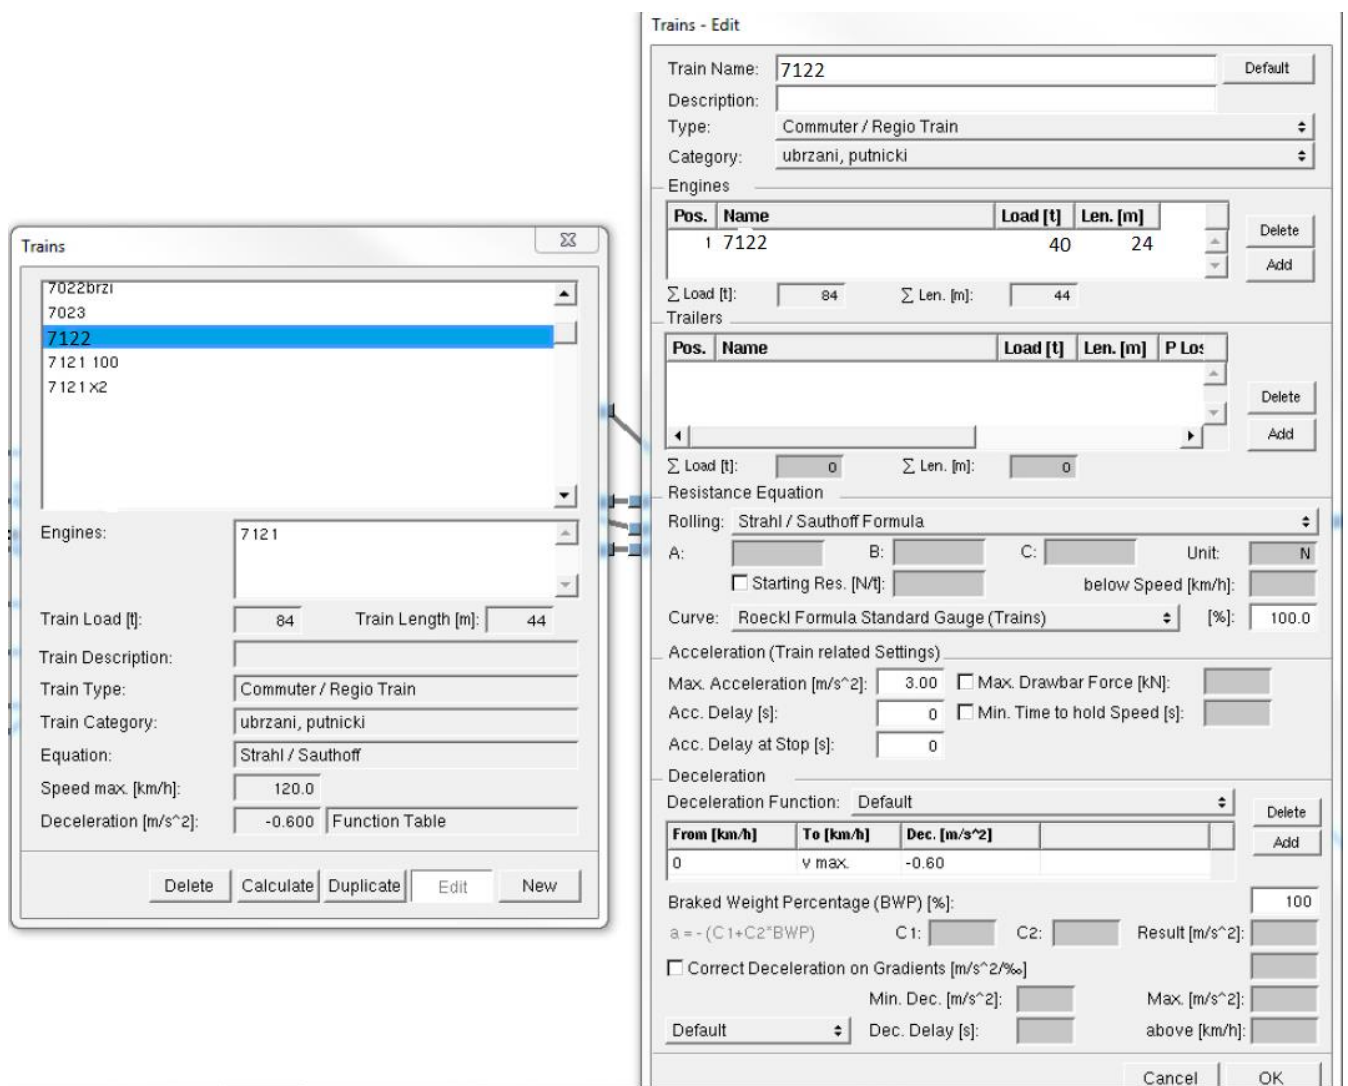 Trains
7022brzi
7023
7122
7121 100
7121x2
Engines: 7121
Train Load [t]: 84 Train Length [m]: 44
Train Description:
Train Type: Commuter / Regio Train
Train Category: ubrzani, putnicki
Equation: Strahl / Sauthoff
Speed max. [km/h]: 120.0
Deceleration [m/s^2]: -0.600 Function Table
Delete Calculate Duplicate Edit New
Trains - Edit
Train Name: 7122 Default
Description:
Type: Commuter / Regio Train
Category: ubrzani, putnicki
Engines
Pos. Name Load [t] Len. [m]
1 7122 40 24
Delete
Add
∑ Load [t]: 84 ∑ Len. [m]: 44
Trailers
Pos. Name Load [t] Len. [m] P Los
Delete
Add
∑ Load [t]: 0 ∑ Len. [m]: 0
Resistance Equation
Rolling: Strahl / Sauthoff Formula
A: B: C: Unit: N
Starting Res. [N/t]: below Speed [km/h]:
Curve: Roeckl Formula Standard Gauge (Trains) [%]: 100.0
Acceleration (Train related Settings)
Max. Acceleration [m/s^2]: 3.00 Max. Drawbar Force [kN]:
Acc. Delay [s]: 0 Min. Time to hold Speed [s]:
Acc. Delay at Stop [s]: 0
Deceleration
Deceleration Function: Default Delete
From [km/h] To [km/h] Dec. [m/s^2] Add
0 v max. -0.60
Braked Weight Percentage (BWP) [%]: 100
a = - (C1+C2*BWP) C1: C2: Result [m/s^2]:
Correct Deceleration on Gradients [m/s^2/‰]
Min. Dec. [m/s^2]: Max. [m/s^2]:
Default Dec. Delay [s]: above [km/h]:
Cancel OK